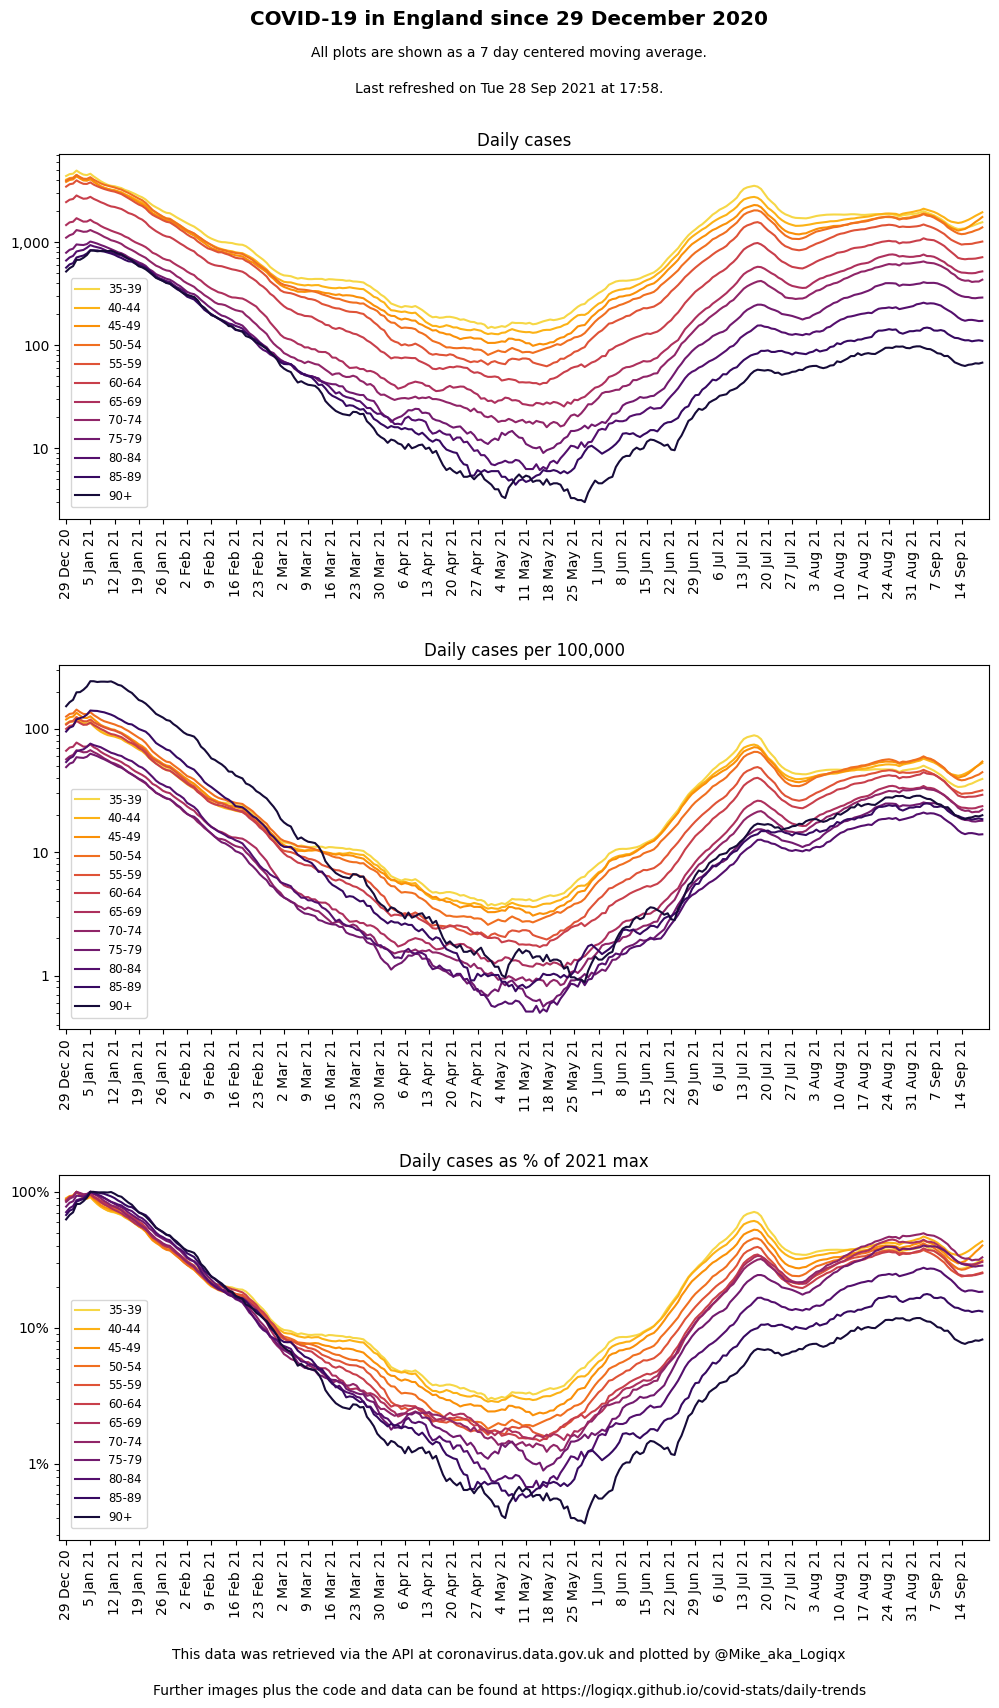 COVID-19 in England since 29 December 2020
All plots are shown as a 7 day centered moving average.
Last refreshed on Tue 28 Sep 2021 at 17:58.
Daily cases
1,000
100
10
35-39
40-44
45-49
50-54
55-59
60-64
65-69
70-74
75-79
80-84
85-89
90+
29 Dec 20
5 Jan 21
12 Jan 21
19 Jan 21
26 Jan 21
2 Feb 21
9 Feb 21
16 Feb 21
23 Feb 21
2 Mar 21
9 Mar 21
16 Mar 21
23 Mar 21
30 Mar 21
6 Apr 21
13 Apr 21
20 Apr 21
27 Apr 21
4 May 21
11 May 21
18 May 21
25 May 21
1 Jun 21
8 Jun 21
15 Jun 21
22 Jun 21
29 Jun 21
6 Jul 21
13 Jul 21
20 Jul 21
27 Jul 21
3 Aug 21
10 Aug 21
17 Aug 21
24 Aug 21
31 Aug 21
7 Sep 21
14 Sep 21
Daily cases per 100,000
100
10
1
35-39
40-44
45-49
50-54
55-59
60-64
65-69
70-74
75-79
80-84
85-89
90+
29 Dec 20
5 Jan 21
12 Jan 21
19 Jan 21
26 Jan 21
2 Feb 21
9 Feb 21
16 Feb 21
23 Feb 21
2 Mar 21
9 Mar 21
16 Mar 21
23 Mar 21
30 Mar 21
6 Apr 21
13 Apr 21
20 Apr 21
27 Apr 21
4 May 21
11 May 21
18 May 21
25 May 21
1 Jun 21
8 Jun 21
15 Jun 21
22 Jun 21
29 Jun 21
6 Jul 21
13 Jul 21
20 Jul 21
27 Jul 21
3 Aug 21
10 Aug 21
17 Aug 21
24 Aug 21
31 Aug 21
7 Sep 21
14 Sep 21
Daily cases as % of 2021 max
100%
10%
1%
35-39
40-44
45-49
50-54
55-59
60-64
65-69
70-74
75-79
80-84
85-89
90+
29 Dec 20
5 Jan 21
12 Jan 21
19 Jan 21
26 Jan 21
2 Feb 21
9 Feb 21
16 Feb 21
23 Feb 21
2 Mar 21
9 Mar 21
16 Mar 21
23 Mar 21
30 Mar 21
6 Apr 21
13 Apr 21
20 Apr 21
27 Apr 21
4 May 21
11 May 21
18 May 21
25 May 21
1 Jun 21
8 Jun 21
15 Jun 21
22 Jun 21
29 Jun 21
6 Jul 21
13 Jul 21
20 Jul 21
27 Jul 21
3 Aug 21
10 Aug 21
17 Aug 21
24 Aug 21
31 Aug 21
7 Sep 21
14 Sep 21
This data was retrieved via the API at coronavirus.data.gov.uk and plotted by @Mike_aka_Logiqx
Further images plus the code and data can be found at https://logiqx.github.io/covid-stats/daily-trends